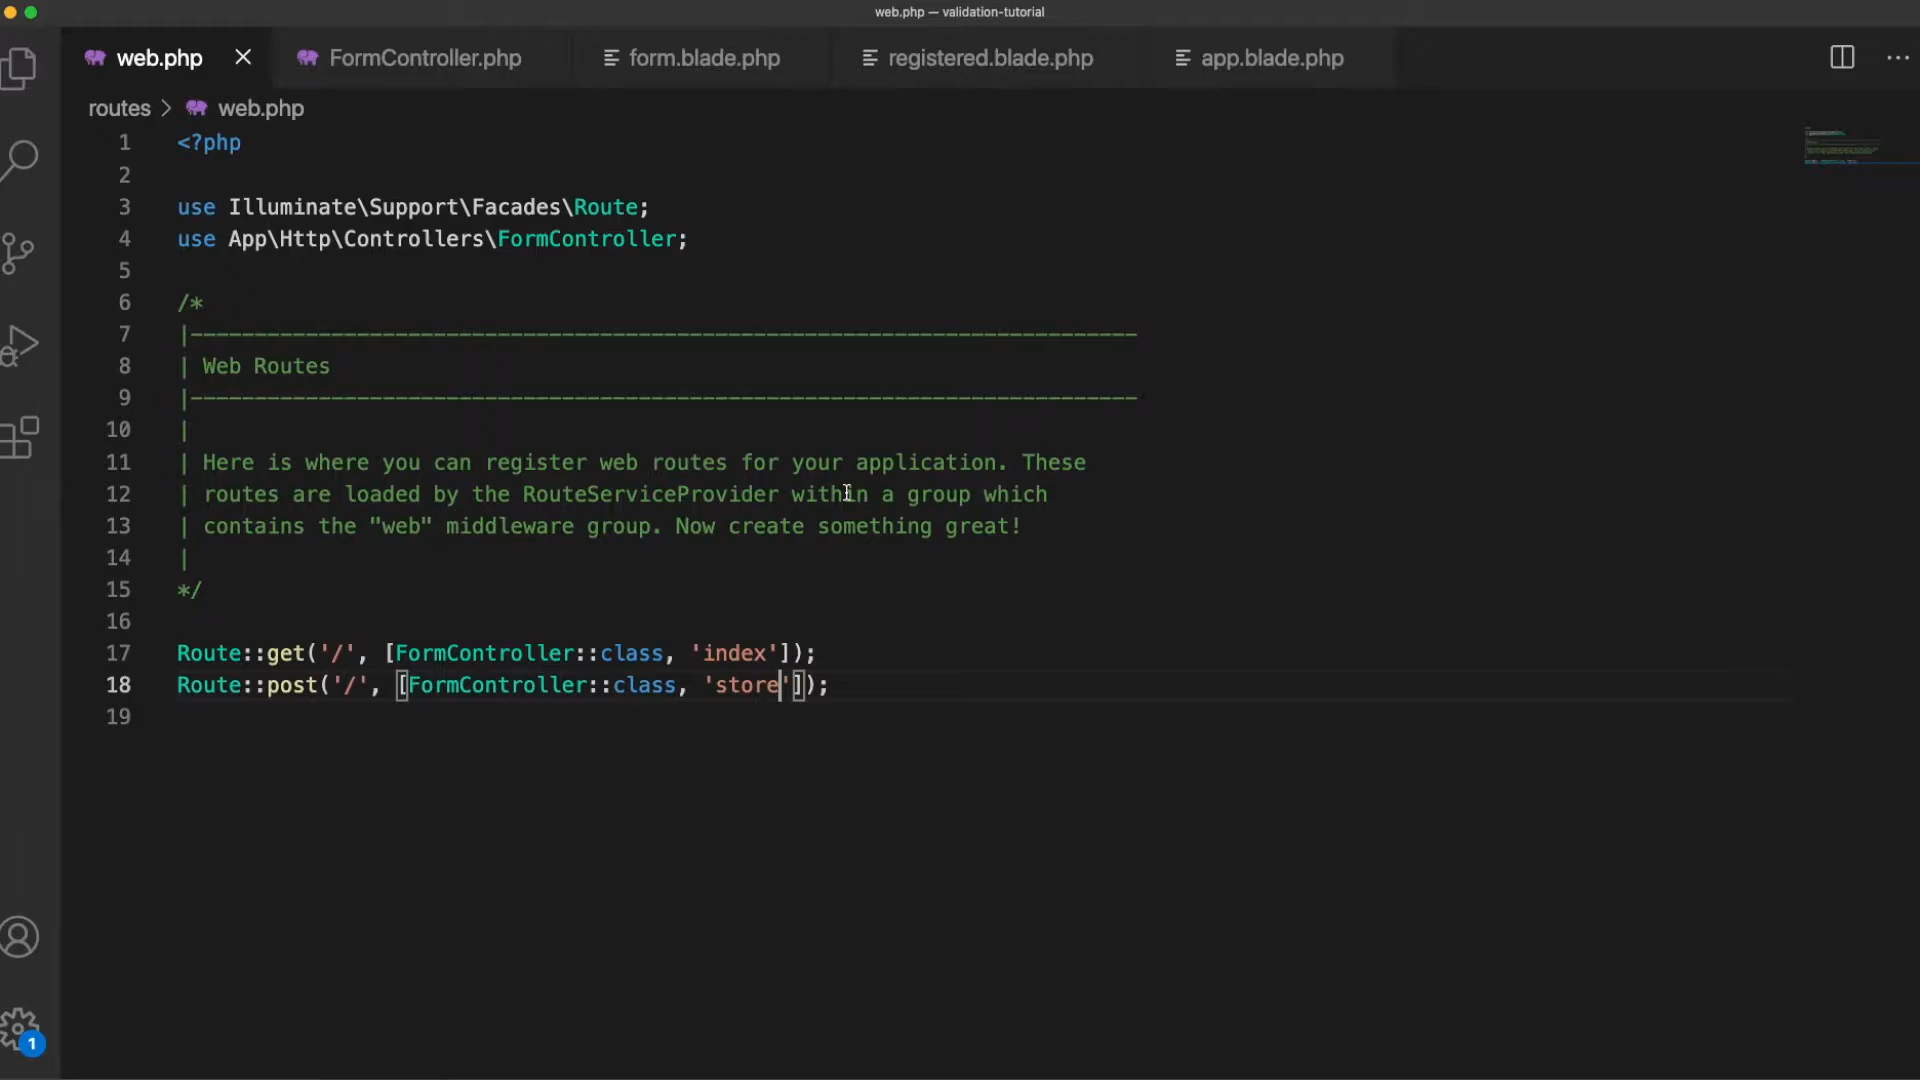 web.php — validation-tutorial
web.php FormController.php form.blade.php registered.blade.php app.blade.php
routes > web.php
1 <?php
2
3 use Illuminate\Support\Facades\Route;
4 use App\Http\Controllers\FormController;
5
6 /*
7 |--------------------------------------------------------------------------
8 | Web Routes
9 |--------------------------------------------------------------------------
10 |
11 | Here is where you can register web routes for your application. These
12 | routes are loaded by the RouteServiceProvider within a group which
13 | contains the "web" middleware group. Now create something great!
14 |
15 */
16
17 Route::get('/', [FormController::class, 'index']);
18 Route::post('/', [FormController::class, 'store']);
19
1